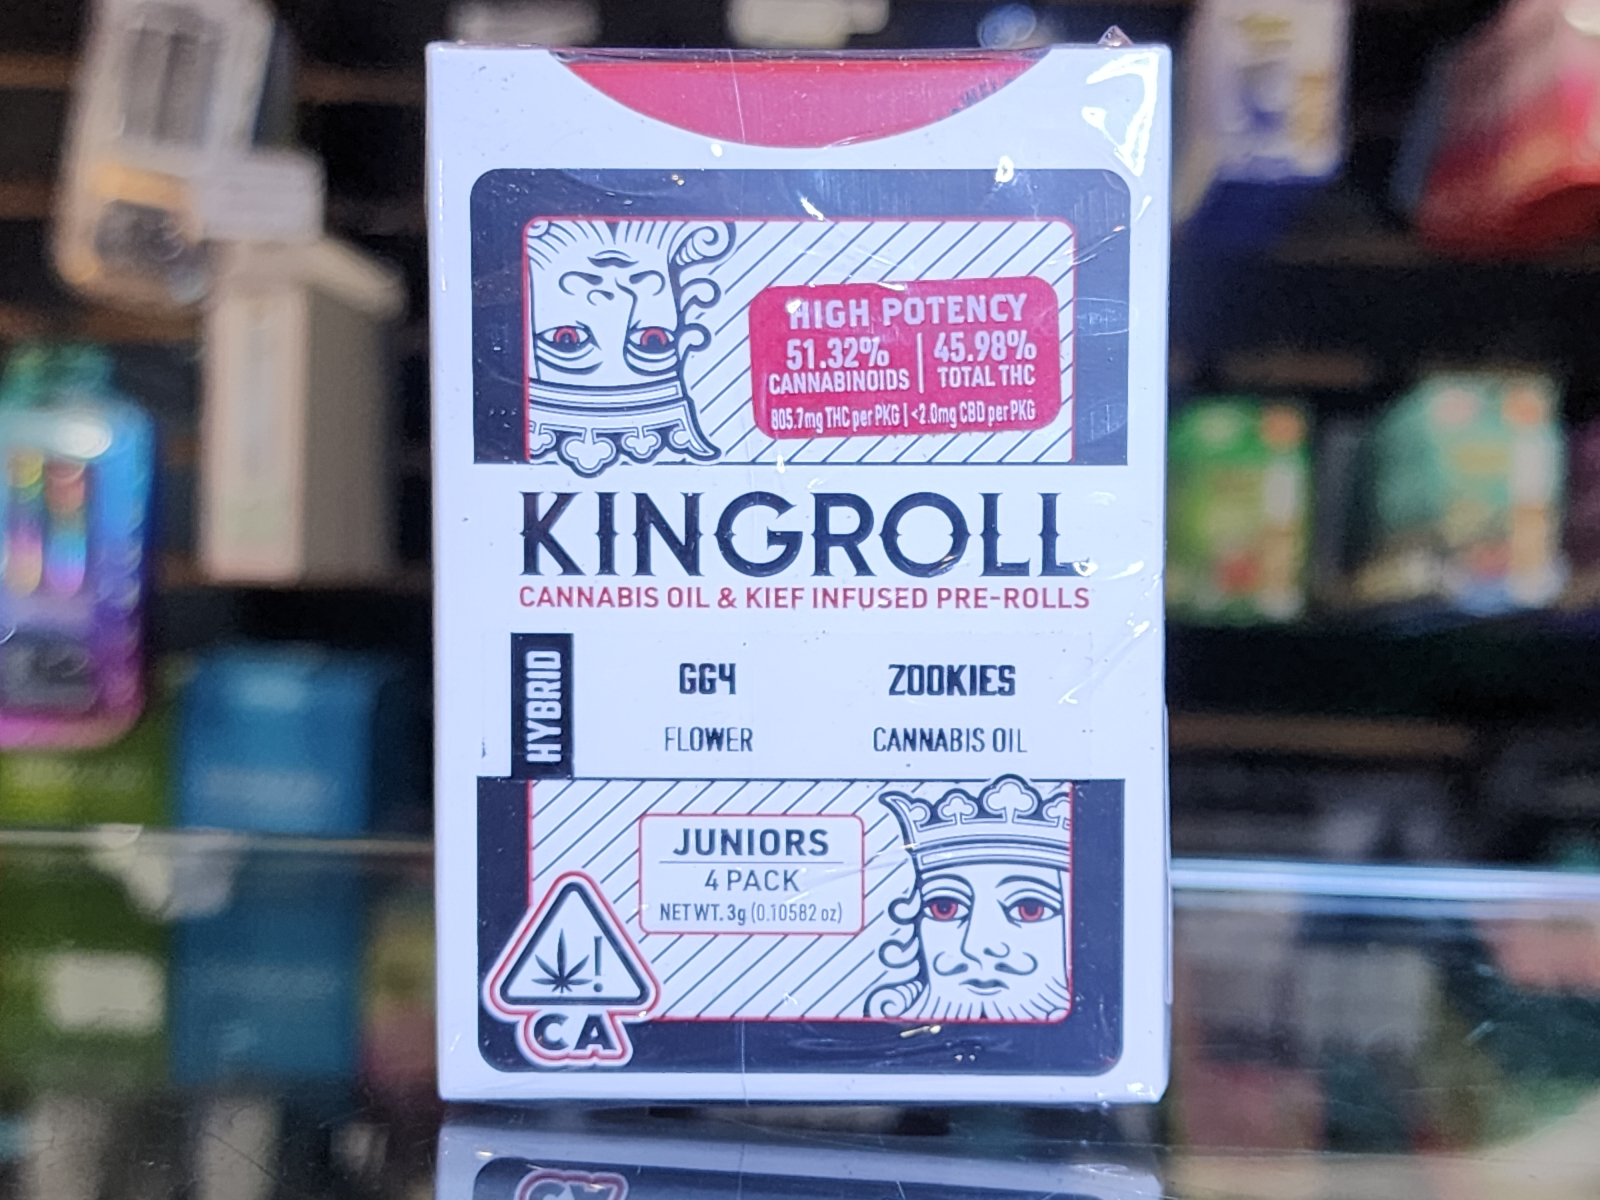 HIGH POTENCY
51.32% | 45.98%
CANNABINOIDS | TOTAL THC
805.7mg THC per PKG | <2.0mg CBD per PKG
KINGROLL
CANNABIS OIL & KIEF INFUSED PRE-ROLLS
HYBRID
GG4 ZOOKIES
FLOWER CANNABIS OIL
JUNIORS
4 PACK
NET WT. 3g (0.10582 oz)
!
CA